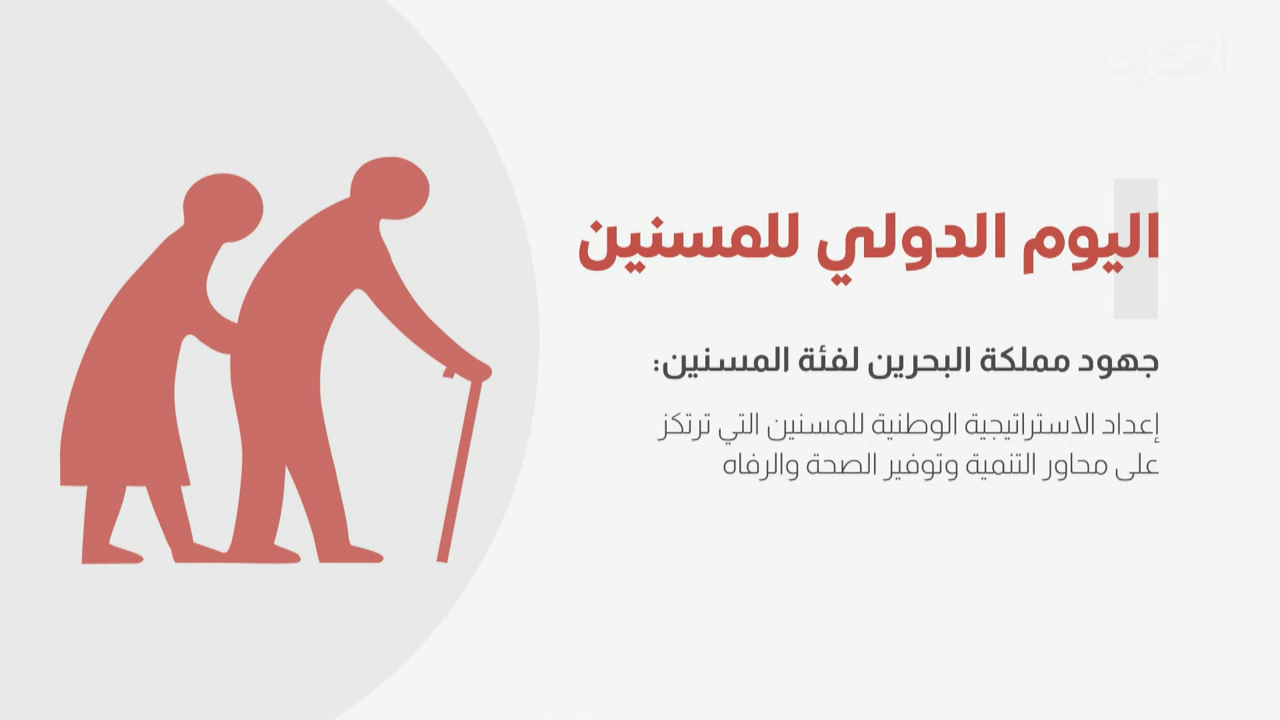 البحرين
اليوم الدولي للمسنين
جهود مملكة البحرين لفئة المسنين:
إعداد الاستراتيجية الوطنية للمسنين التي ترتكز
على محاور التنمية وتوفير الصحة والرفاه